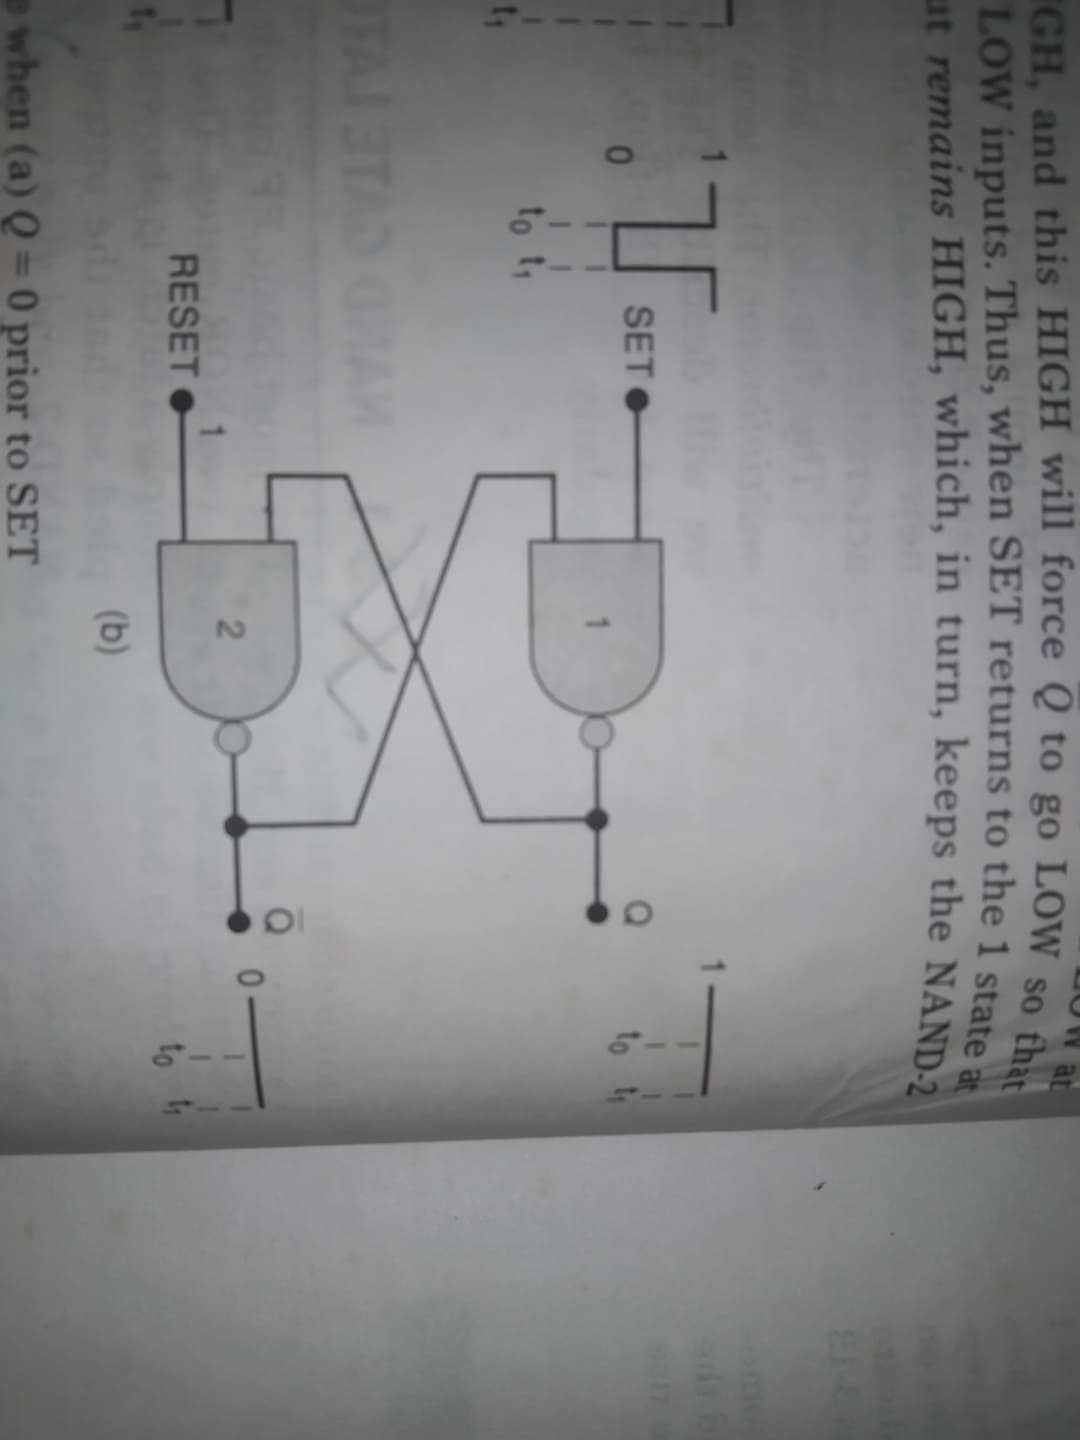 GH, and this HIGH will force Q to go LOW so that
LOW inputs. Thus, when SET returns to the 1 state at
ut remains HIGH, which, in turn, keeps the NAND-2
t₁
1
0
t₀ t₁
SET
1
Q
1
t₀ t₁
t₁
RESET
1
2
Q̅
0
t₀ t₁
(b)
when (a) Q = 0 prior to SET